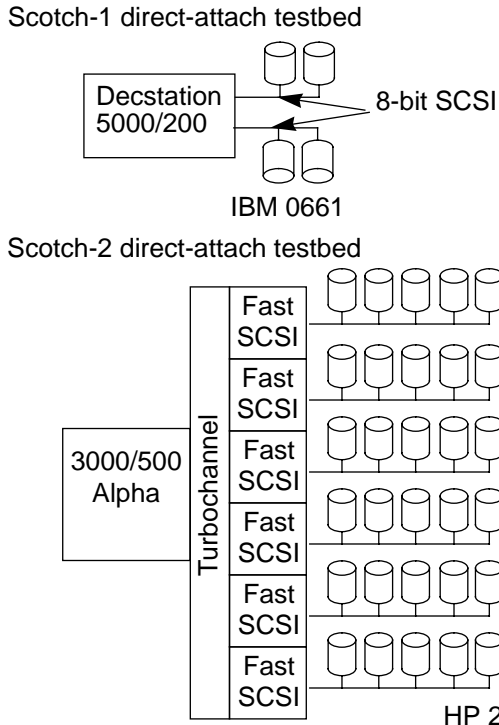 Scotch-1 direct-attach testbed
Decstation
5000/200
8-bit SCSI
IBM 0661
Scotch-2 direct-attach testbed
Turbochannel
3000/500
Alpha
Fast
SCSI
Fast
SCSI
Fast
SCSI
Fast
SCSI
Fast
SCSI
Fast
SCSI
HP 2